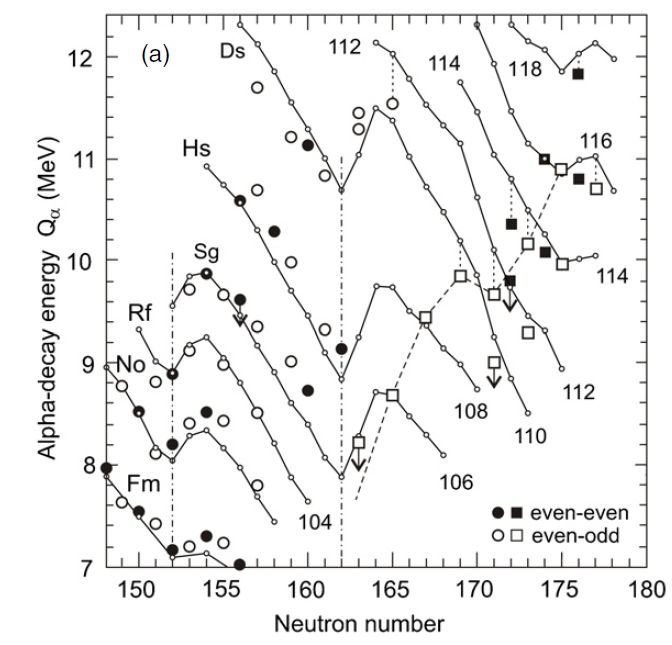 (a)
Ds
112
114
118
116
Hs
Sg
Rf
No
Fm
114
112
110
108
106
104
even-even
even-odd
12
11
10
9
8
7
Alpha-decay energy Qα (MeV)
150 155 160 165 170 175 180
Neutron number